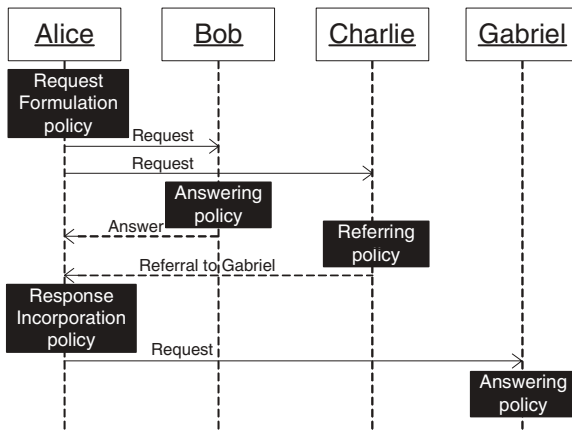 Alice
Bob
Charlie
Gabriel
Request
Formulation
policy
Request
Request
Answering
policy
Answer
Referring
policy
Referral to Gabriel
Response
Incorporation
policy
Request
Answering
policy